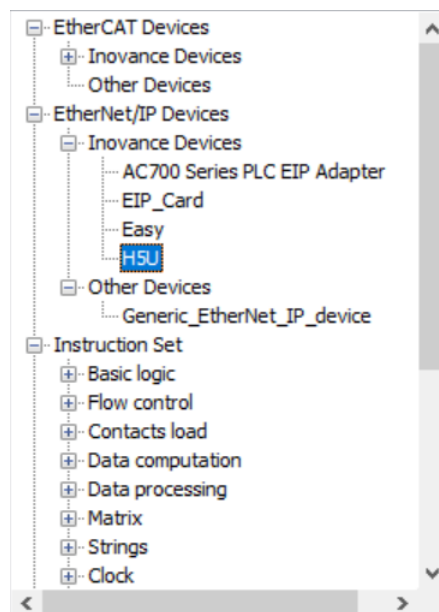 EtherCAT Devices
Inovance Devices
Other Devices
EtherNet/IP Devices
Inovance Devices
AC700 Series PLC EIP Adapter
EIP_Card
Easy
H5U
Other Devices
Generic_EtherNet_IP_device
Instruction Set
Basic logic
Flow control
Contacts load
Data computation
Data processing
Matrix
Strings
Clock